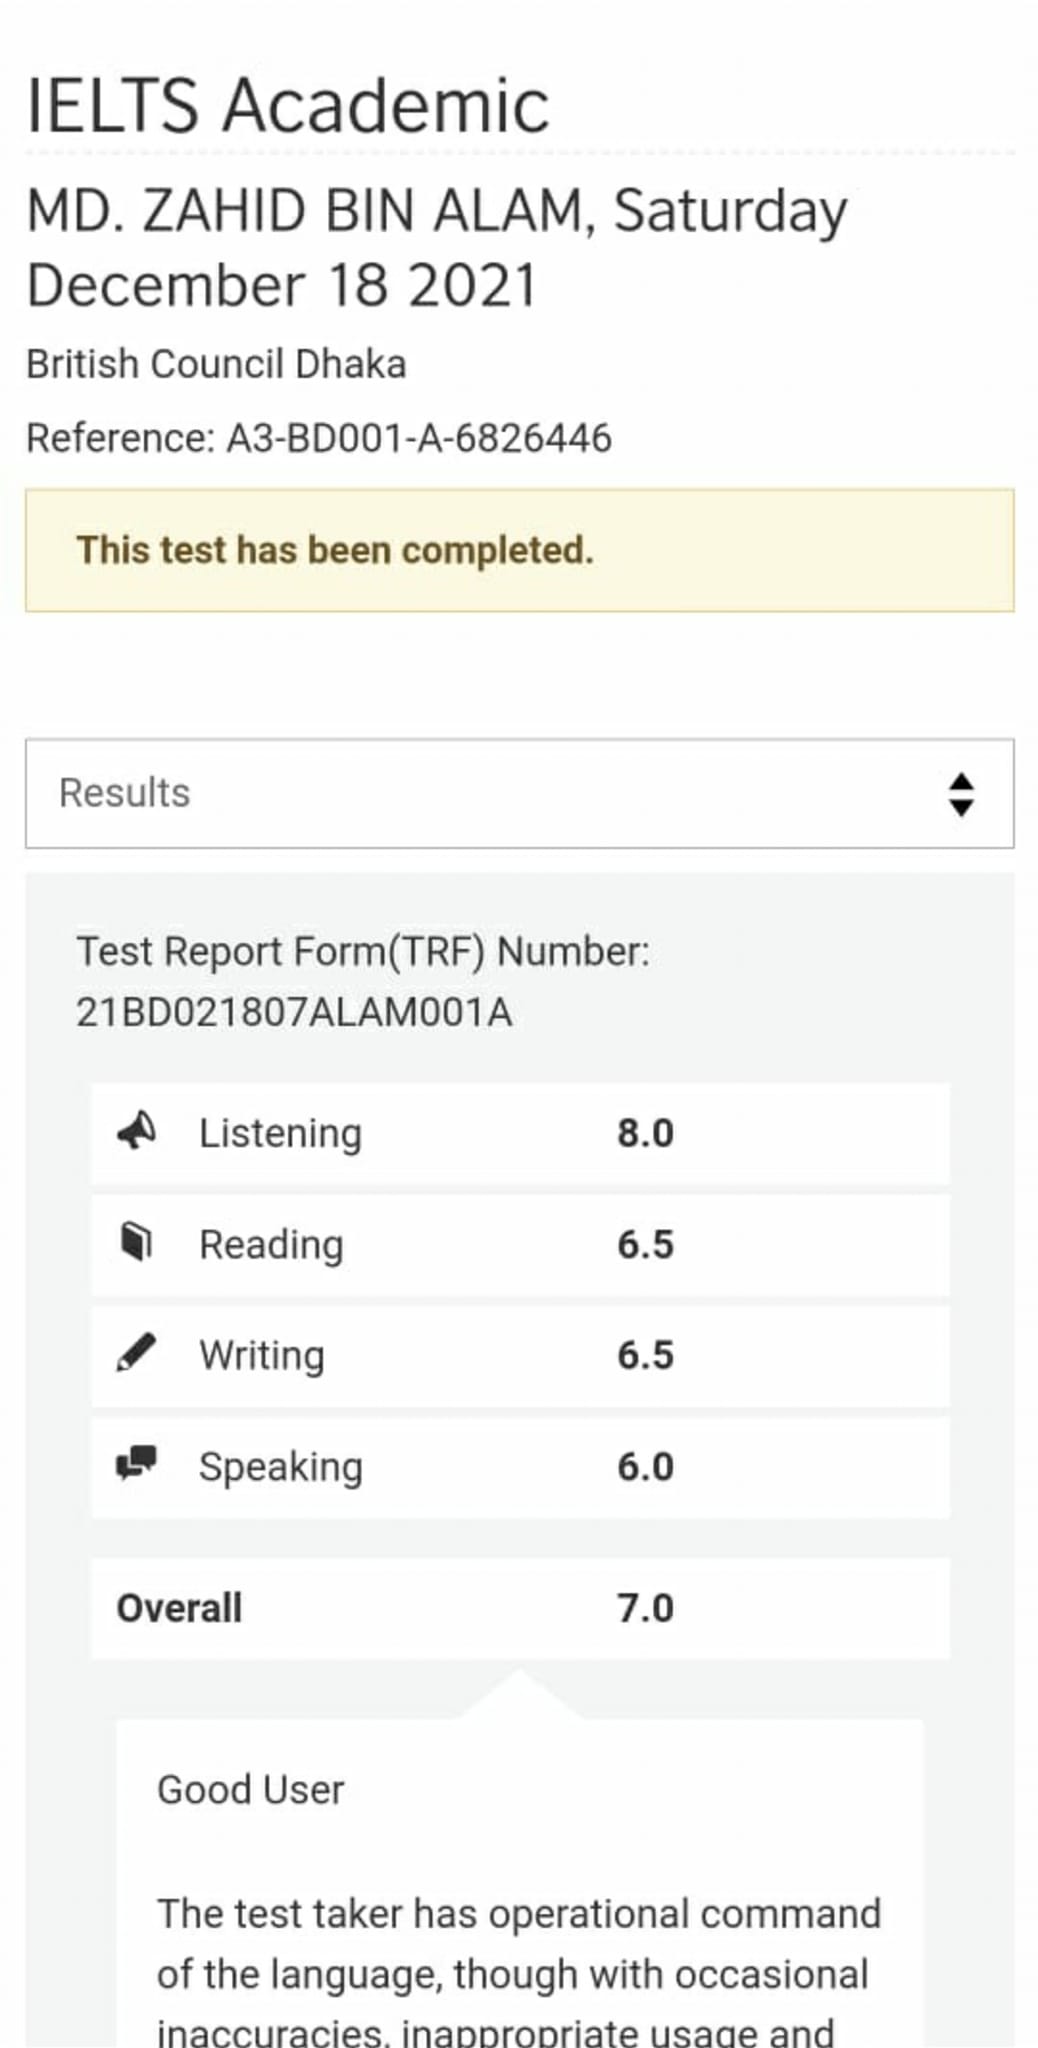 IELTS Academic
MD. ZAHID BIN ALAM, Saturday
December 18 2021
British Council Dhaka
Reference: A3-BD001-A-6826446
This test has been completed.
Results
Test Report Form(TRF) Number:
21BD021807ALAM001A
Listening 8.0
Reading 6.5
Writing 6.5
Speaking 6.0
Overall 7.0
Good User
The test taker has operational command
of the language, though with occasional
inaccuracies, inappropriate usage and